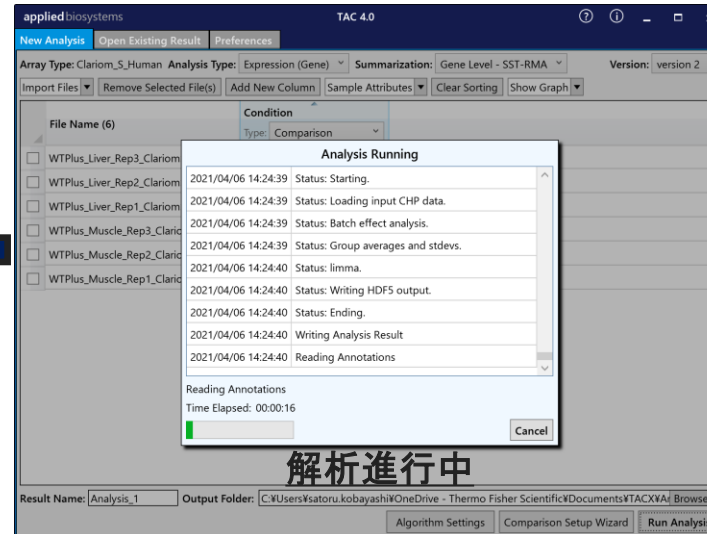 applied biosystems TAC 4.0
New Analysis Open Existing Result Preferences
Array Type: Clariom_S_Human Analysis Type: Expression (Gene) Summarization: Gene Level - SST-RMA Version: version 2
Import Files Remove Selected File(s) Add New Column Sample Attributes Clear Sorting Show Graph
Condition
File Name (6)
Type: Comparison
Analysis Running
WTPlus_Liver_Rep3_Clariom
2021/04/06 14:24:39 Status: Starting.
WTPlus_Liver_Rep2_Clariom
2021/04/06 14:24:39 Status: Loading input CHP data.
WTPlus_Liver_Rep1_Clariom
2021/04/06 14:24:39 Status: Batch effect analysis.
WTPlus_Muscle_Rep3_Claric
2021/04/06 14:24:39 Status: Group averages and stdevs.
WTPlus_Muscle_Rep2_Claric
2021/04/06 14:24:40 Status: limma.
WTPlus_Muscle_Rep1_Claric
2021/04/06 14:24:40 Status: Writing HDF5 output.
2021/04/06 14:24:40 Status: Ending.
2021/04/06 14:24:40 Writing Analysis Result
2021/04/06 14:24:40 Reading Annotations
Reading Annotations
Time Elapsed: 00:00:16
Cancel
解析進行中
Result Name: Analysis_1 Output Folder: C:¥Users¥satoru.kobayashi¥OneDrive - Thermo Fisher Scientific¥Documents¥TACX¥Ar Browse
Algorithm Settings Comparison Setup Wizard Run Analysi